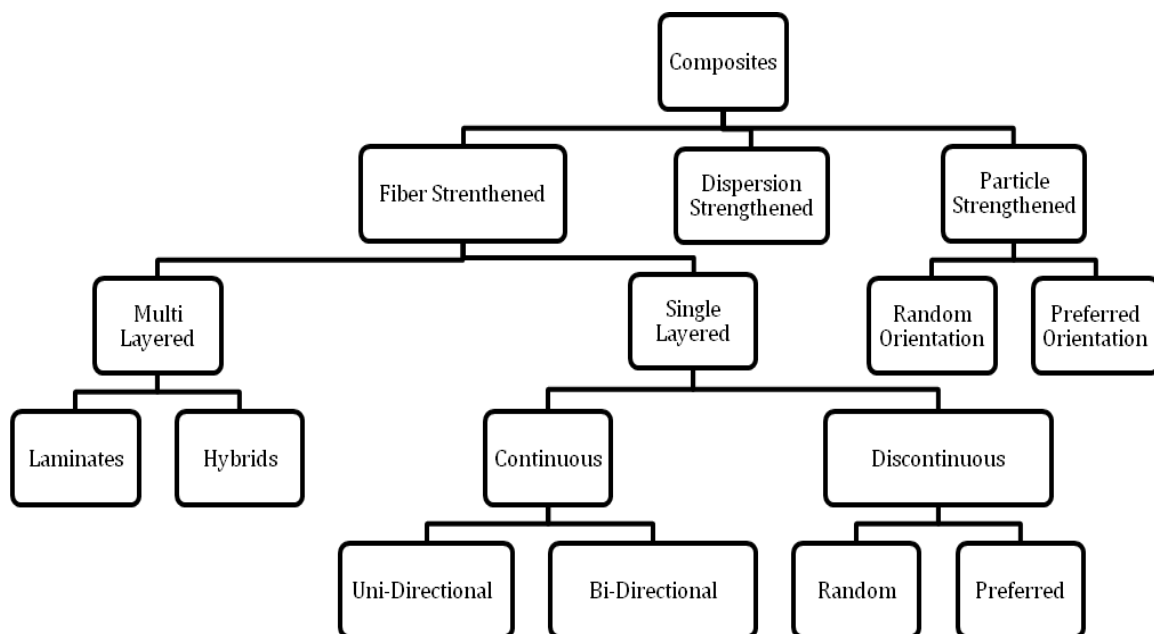 Composites
Fiber Strenthened
Dispersion
Strengthened
Particle
Strengthened
Multi
Layered
Single
Layered
Random
Orientation
Preferred
Orientation
Laminates
Hybrids
Continuous
Discontinuous
Uni-Directional
Bi-Directional
Random
Preferred